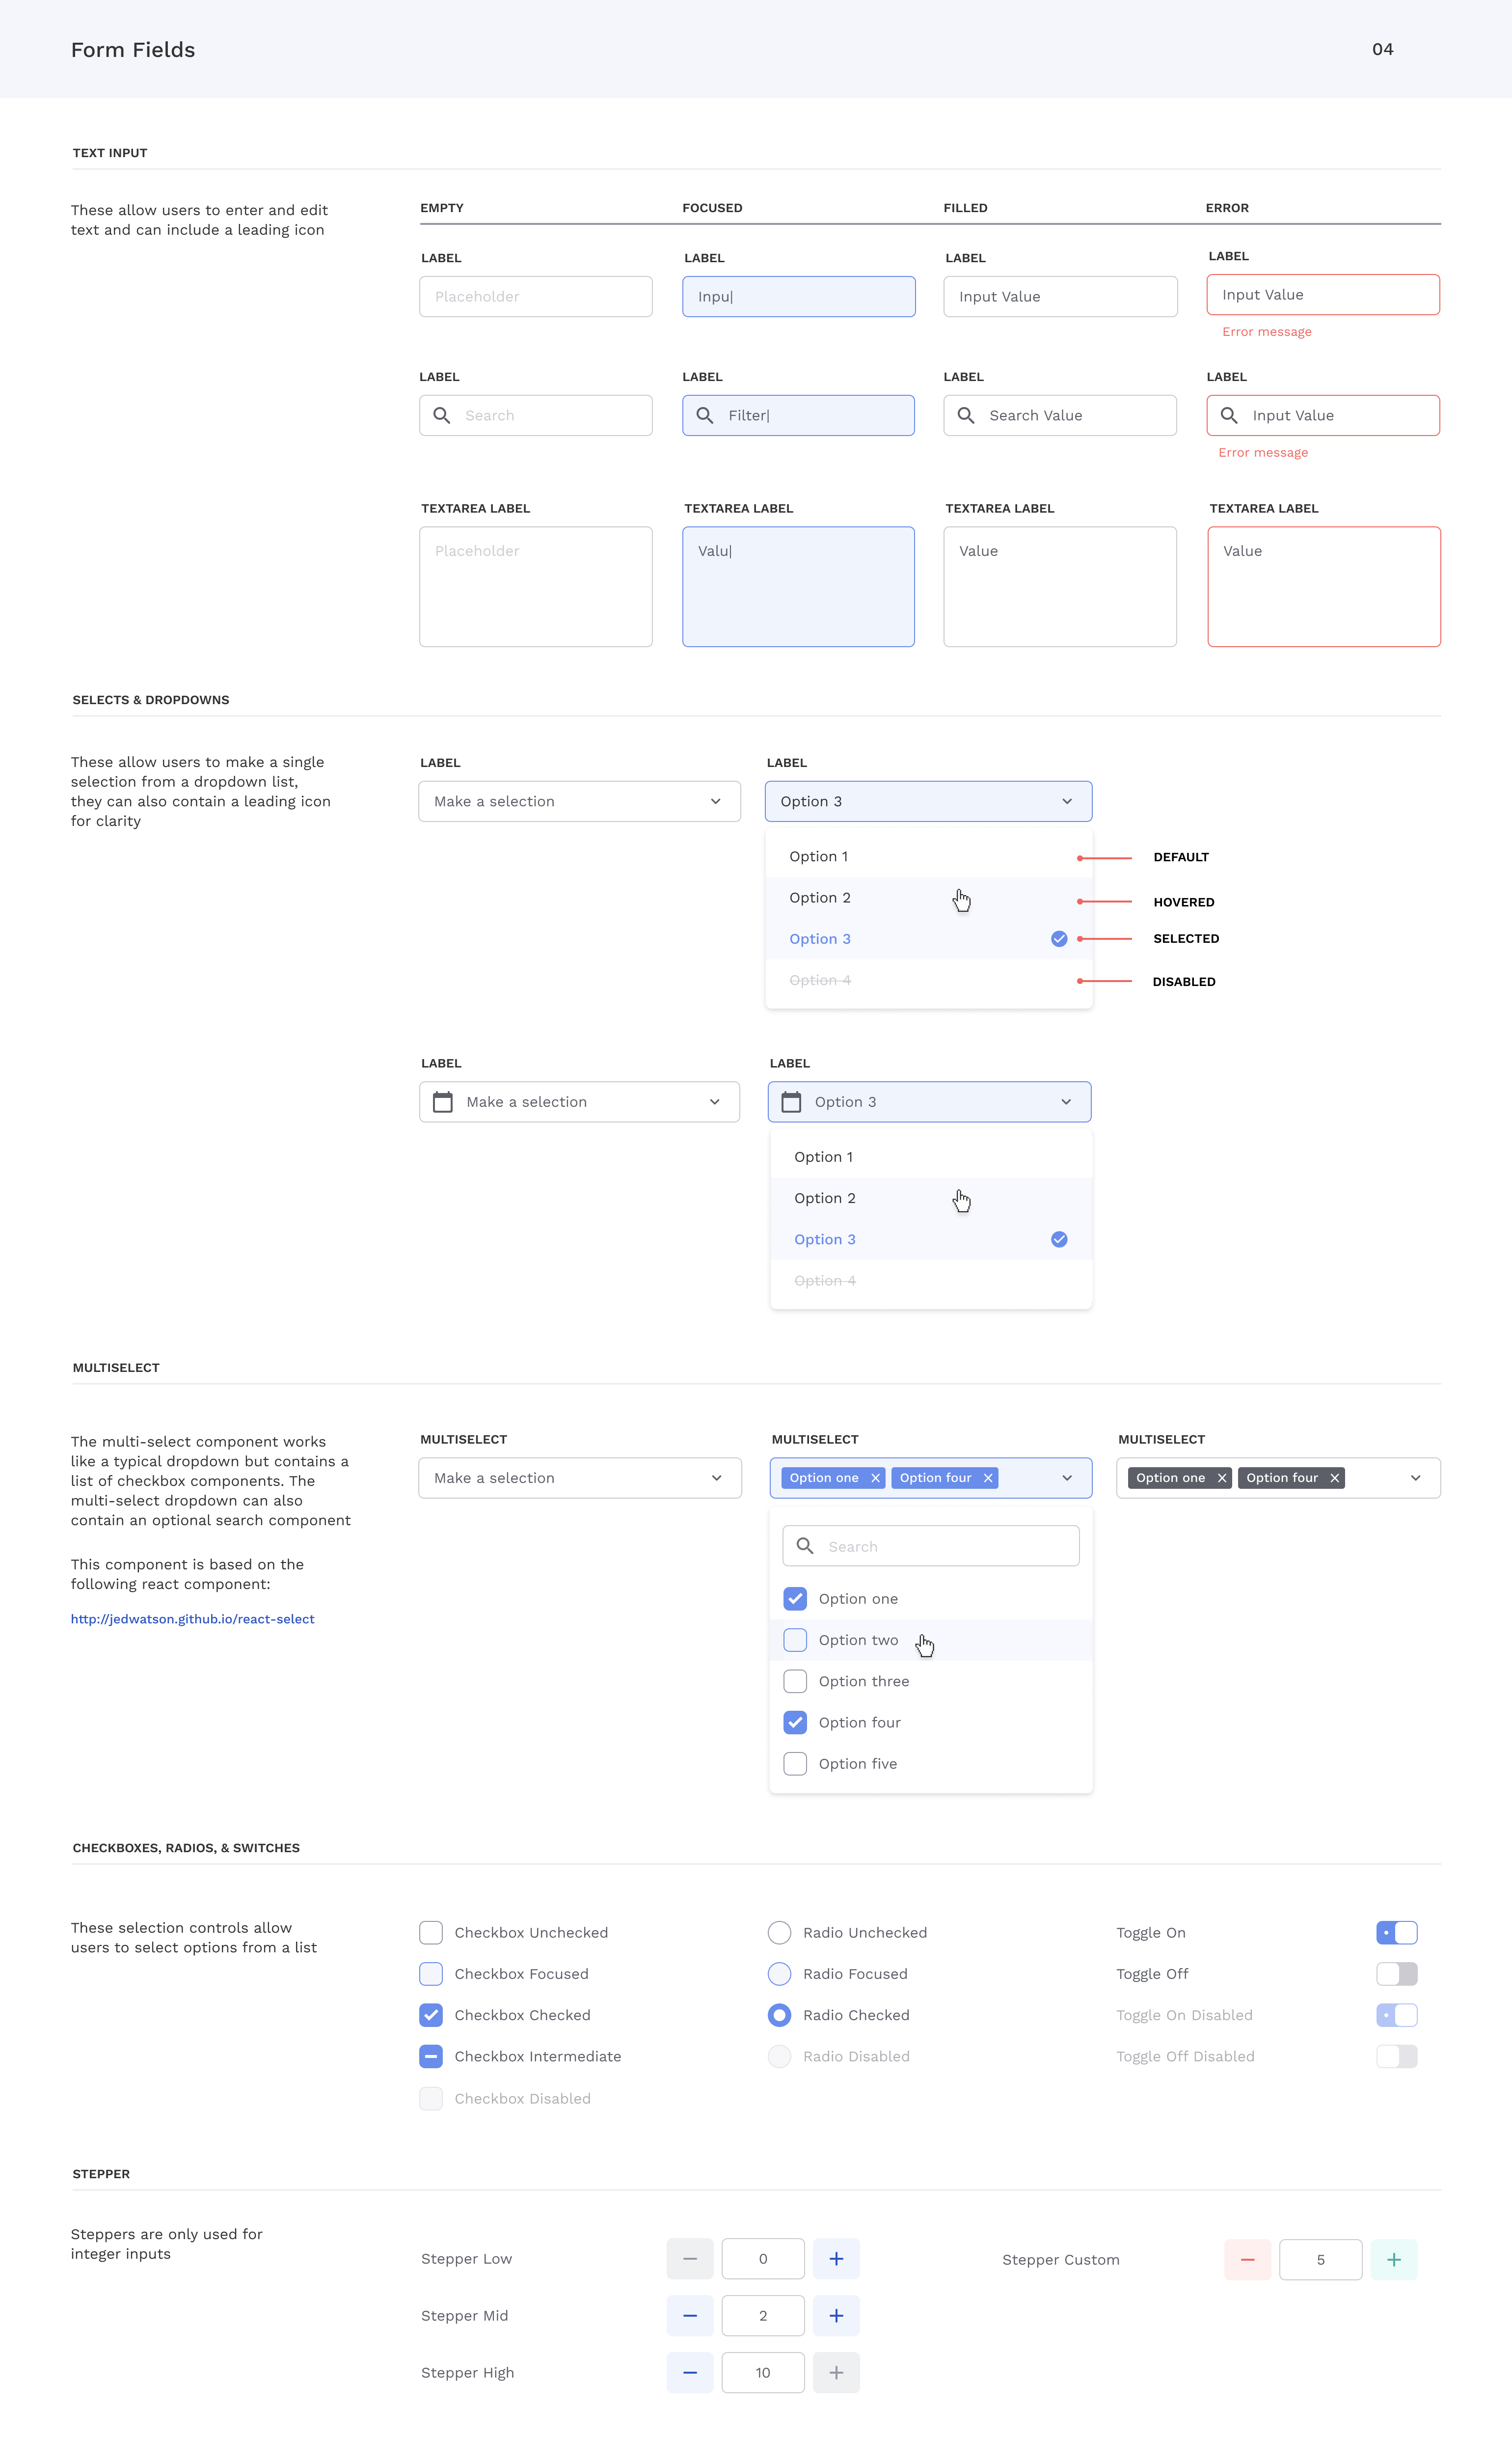 Form Fields
04
TEXT INPUT
These allow users to enter and edit
text and can include a leading icon
EMPTY
FOCUSED
FILLED
ERROR
LABEL
LABEL
LABEL
LABEL
Placeholder
Inpu|
Input Value
Input Value
Error message
LABEL
LABEL
LABEL
LABEL
Search
Filter|
Search Value
Input Value
Error message
TEXTAREA LABEL
TEXTAREA LABEL
TEXTAREA LABEL
TEXTAREA LABEL
Placeholder
Valu|
Value
Value
SELECTS & DROPDOWNS
These allow users to make a single
selection from a dropdown list,
they can also contain a leading icon
for clarity
LABEL
LABEL
Make a selection
Option 3
Option 1
DEFAULT
Option 2
HOVERED
Option 3
SELECTED
Option 4
DISABLED
LABEL
LABEL
Make a selection
Option 3
Option 1
Option 2
Option 3
Option 4
MULTISELECT
The multi-select component works
like a typical dropdown but contains a
list of checkbox components. The
multi-select dropdown can also
contain an optional search component
This component is based on the
following react component:
http://jedwatson.github.io/react-select
MULTISELECT
MULTISELECT
MULTISELECT
Make a selection
Option one
Option four
Option one
Option four
Search
Option one
Option two
Option three
Option four
Option five
CHECKBOXES, RADIOS, & SWITCHES
These selection controls allow
users to select options from a list
Checkbox Unchecked
Radio Unchecked
Toggle On
Checkbox Focused
Radio Focused
Toggle Off
Checkbox Checked
Radio Checked
Toggle On Disabled
Checkbox Intermediate
Radio Disabled
Toggle Off Disabled
Checkbox Disabled
STEPPER
Steppers are only used for
integer inputs
Stepper Low
0
Stepper Custom
5
Stepper Mid
2
Stepper High
10